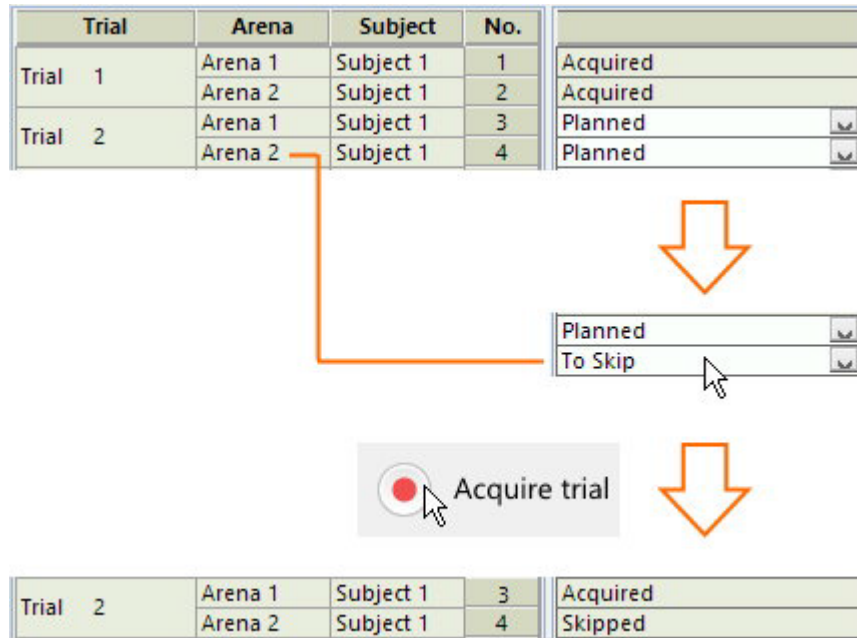 Trial Arena Subject No.
Trial 1 Arena 1 Subject 1 1 Acquired
Arena 2 Subject 1 2 Acquired
Trial 2 Arena 1 Subject 1 3 Planned
Arena 2 Subject 1 4 Planned
Planned
To Skip
Acquire trial
Trial 2 Arena 1 Subject 1 3 Acquired
Arena 2 Subject 1 4 Skipped